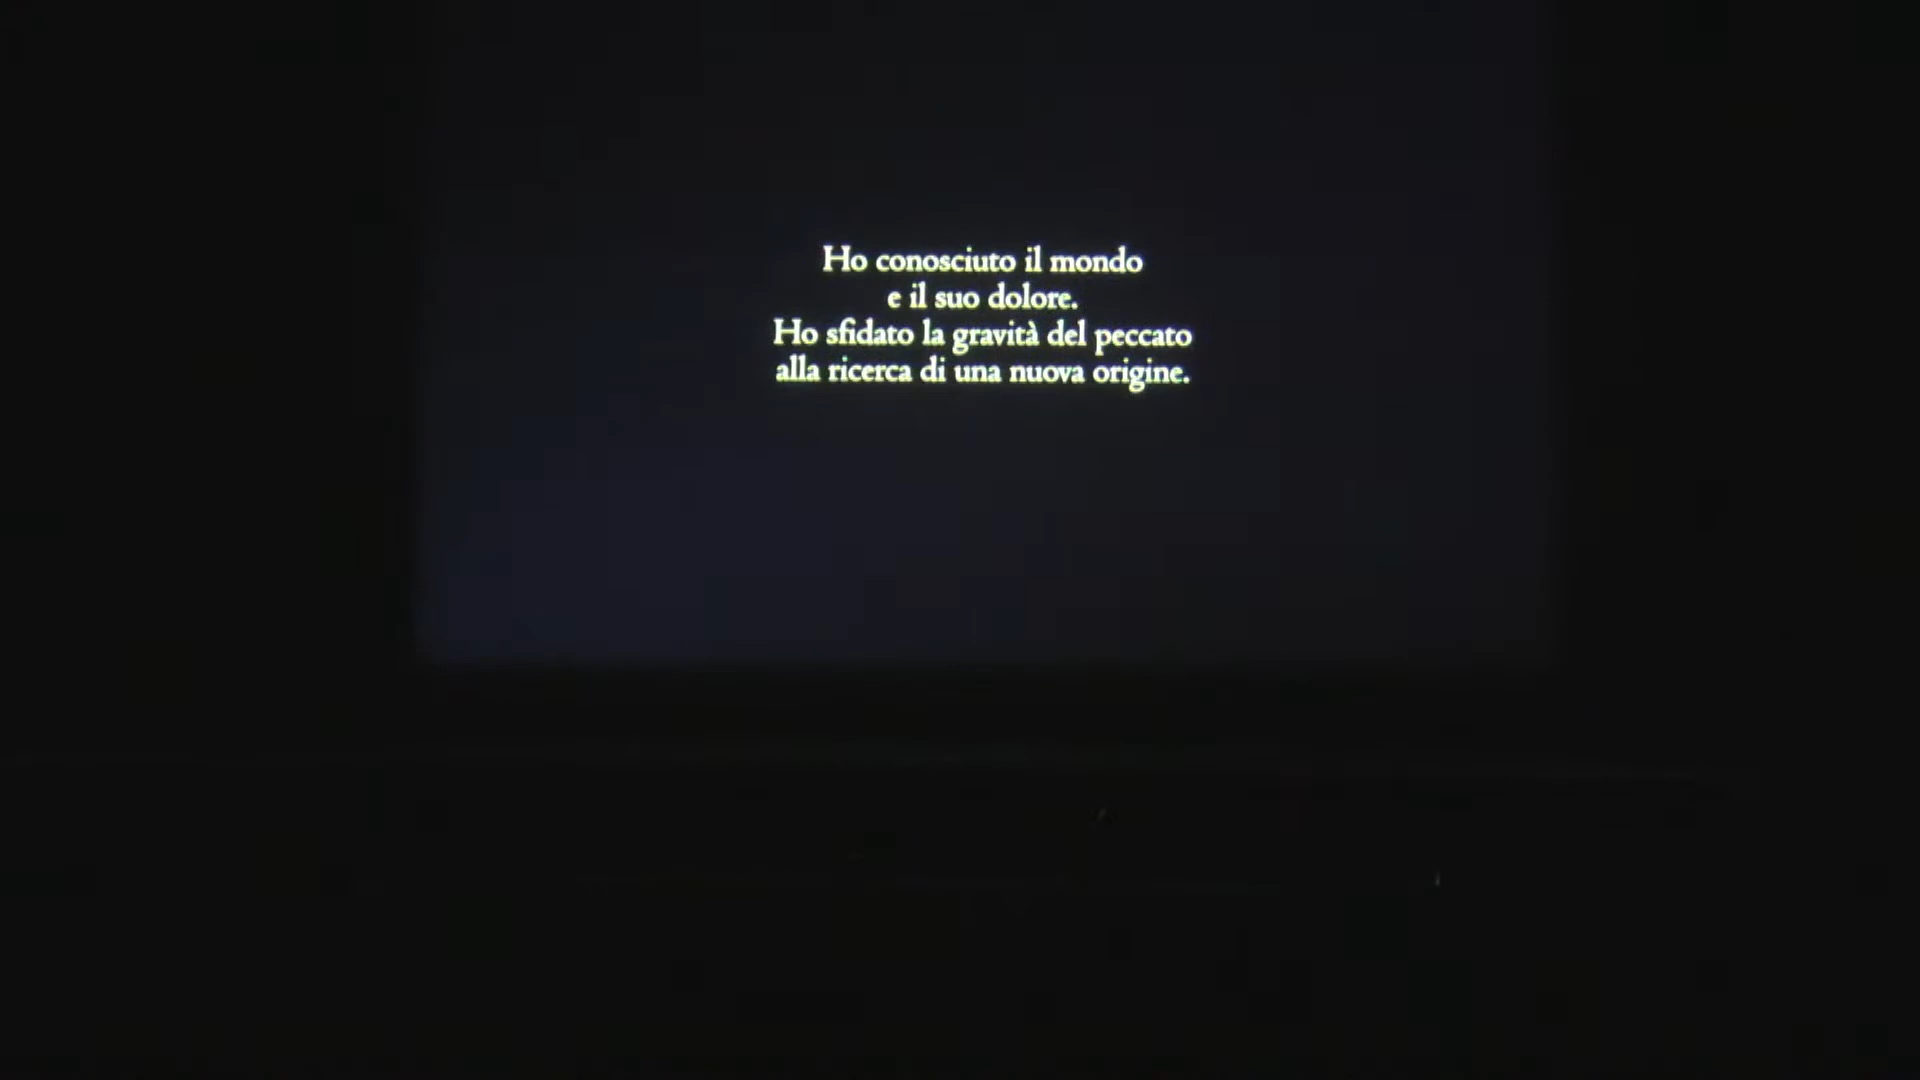 Ho conosciuto il mondo
e il suo dolore.
Ho sfidato la gravità del peccato
alla ricerca di una nuova origine.